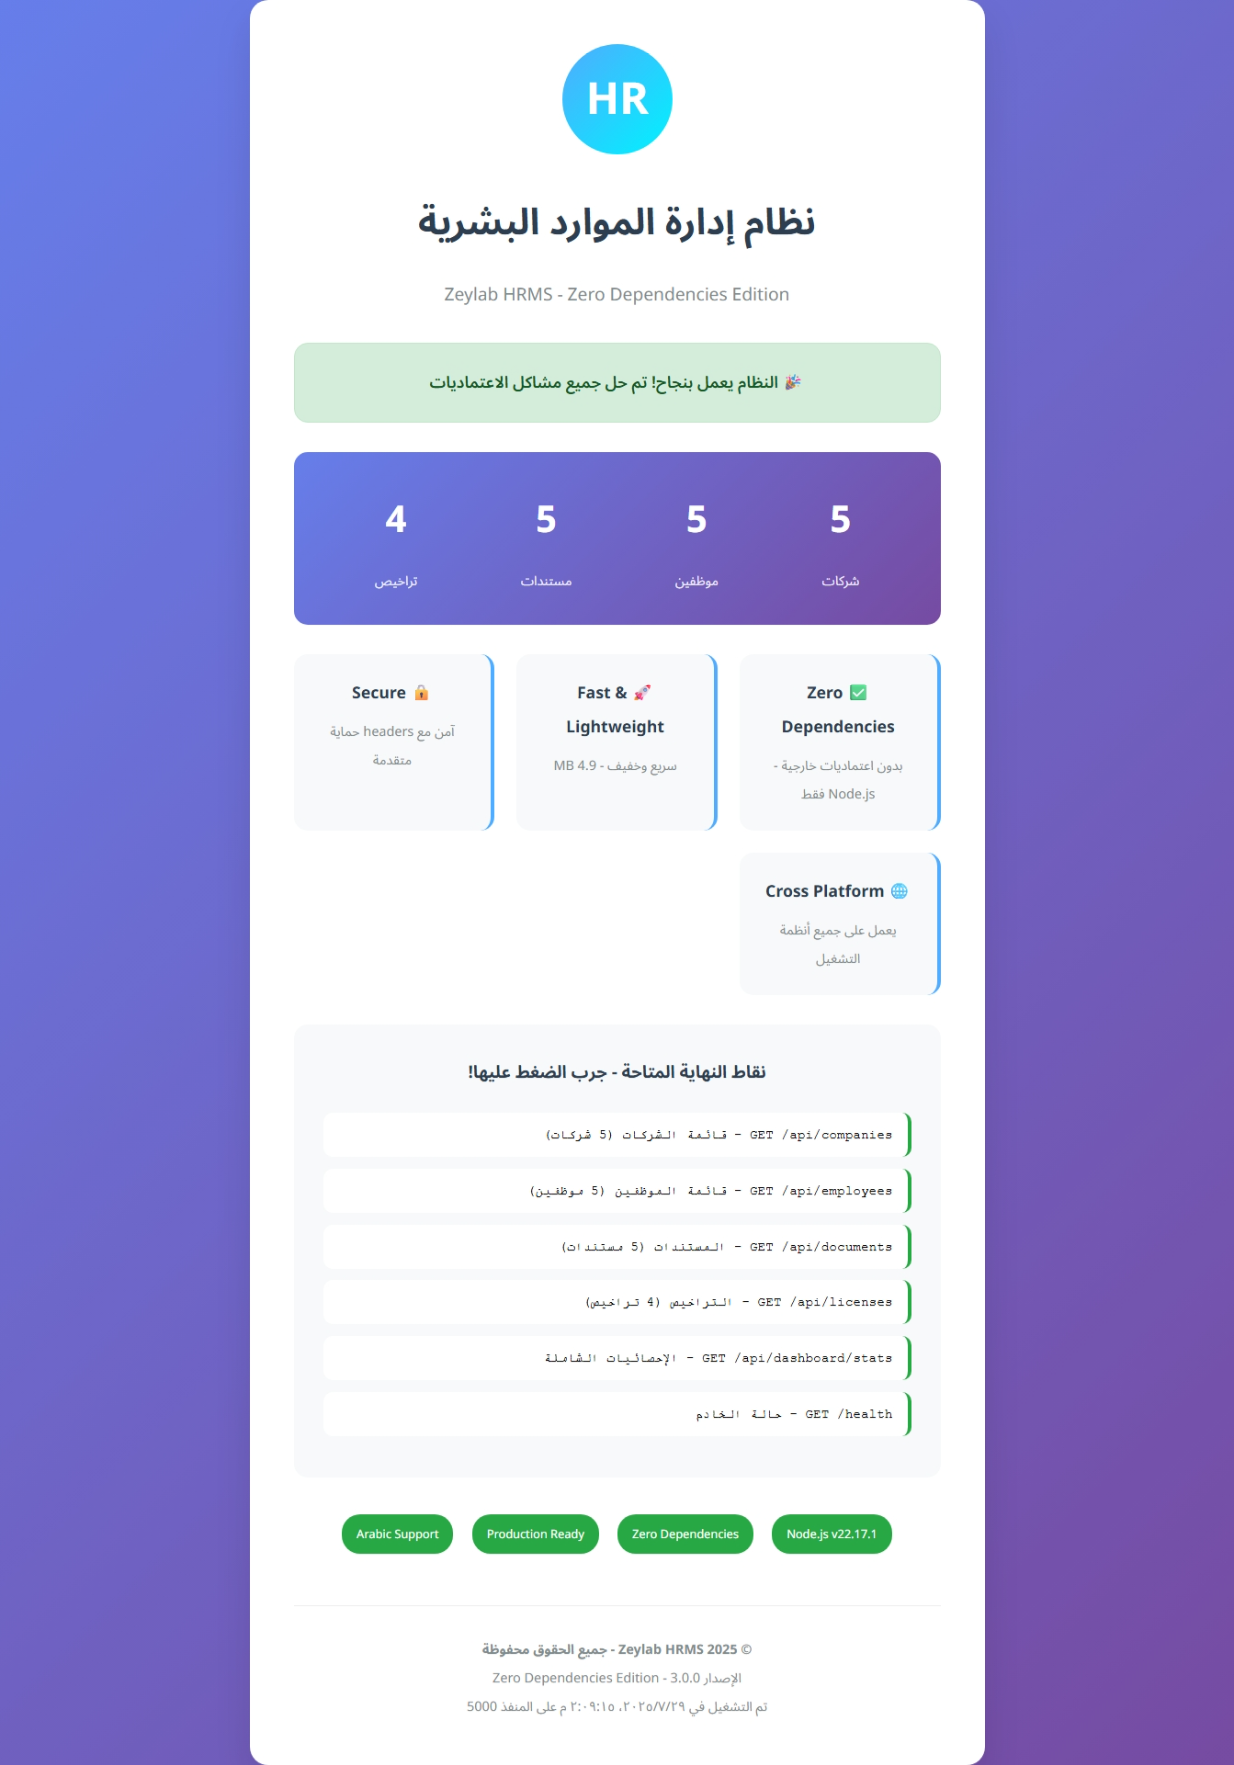 HR
نظام إدارة الموارد البشرية
Zeylab HRMS - Zero Dependencies Edition
🎉 النظام يعمل بنجاح! تم حل جميع مشاكل الاعتماديات
5
شركات
5
موظفين
5
مستندات
4
تراخيص
✅ Zero
Dependencies
بدون اعتماديات خارجية -
Node.js فقط
🚀 Fast &
Lightweight
سريع وخفيف - 4.9 MB
🔒 Secure
آمن مع headers حماية
متقدمة
🌐 Cross Platform
يعمل على جميع أنظمة
التشغيل
نقاط النهاية المتاحة - جرب الضغط عليها!
GET /api/companies - قائمة الشركات (5 شركات)
GET /api/employees - قائمة الموظفين (5 موظفين)
GET /api/documents - المستندات (5 مستندات)
GET /api/licenses - التراخيص (4 تراخيص)
GET /api/dashboard/stats - الإحصائيات الشاملة
GET /health - حالة الخادم
Node.js v22.17.1
Zero Dependencies
Production Ready
Arabic Support
© 2025 Zeylab HRMS - جميع الحقوق محفوظة
الإصدار 3.0.0 - Zero Dependencies Edition
تم التشغيل في ٢٩‏/٧‏/٢٠٢٥، ٢:٠٩:١٥ م على المنفذ 5000